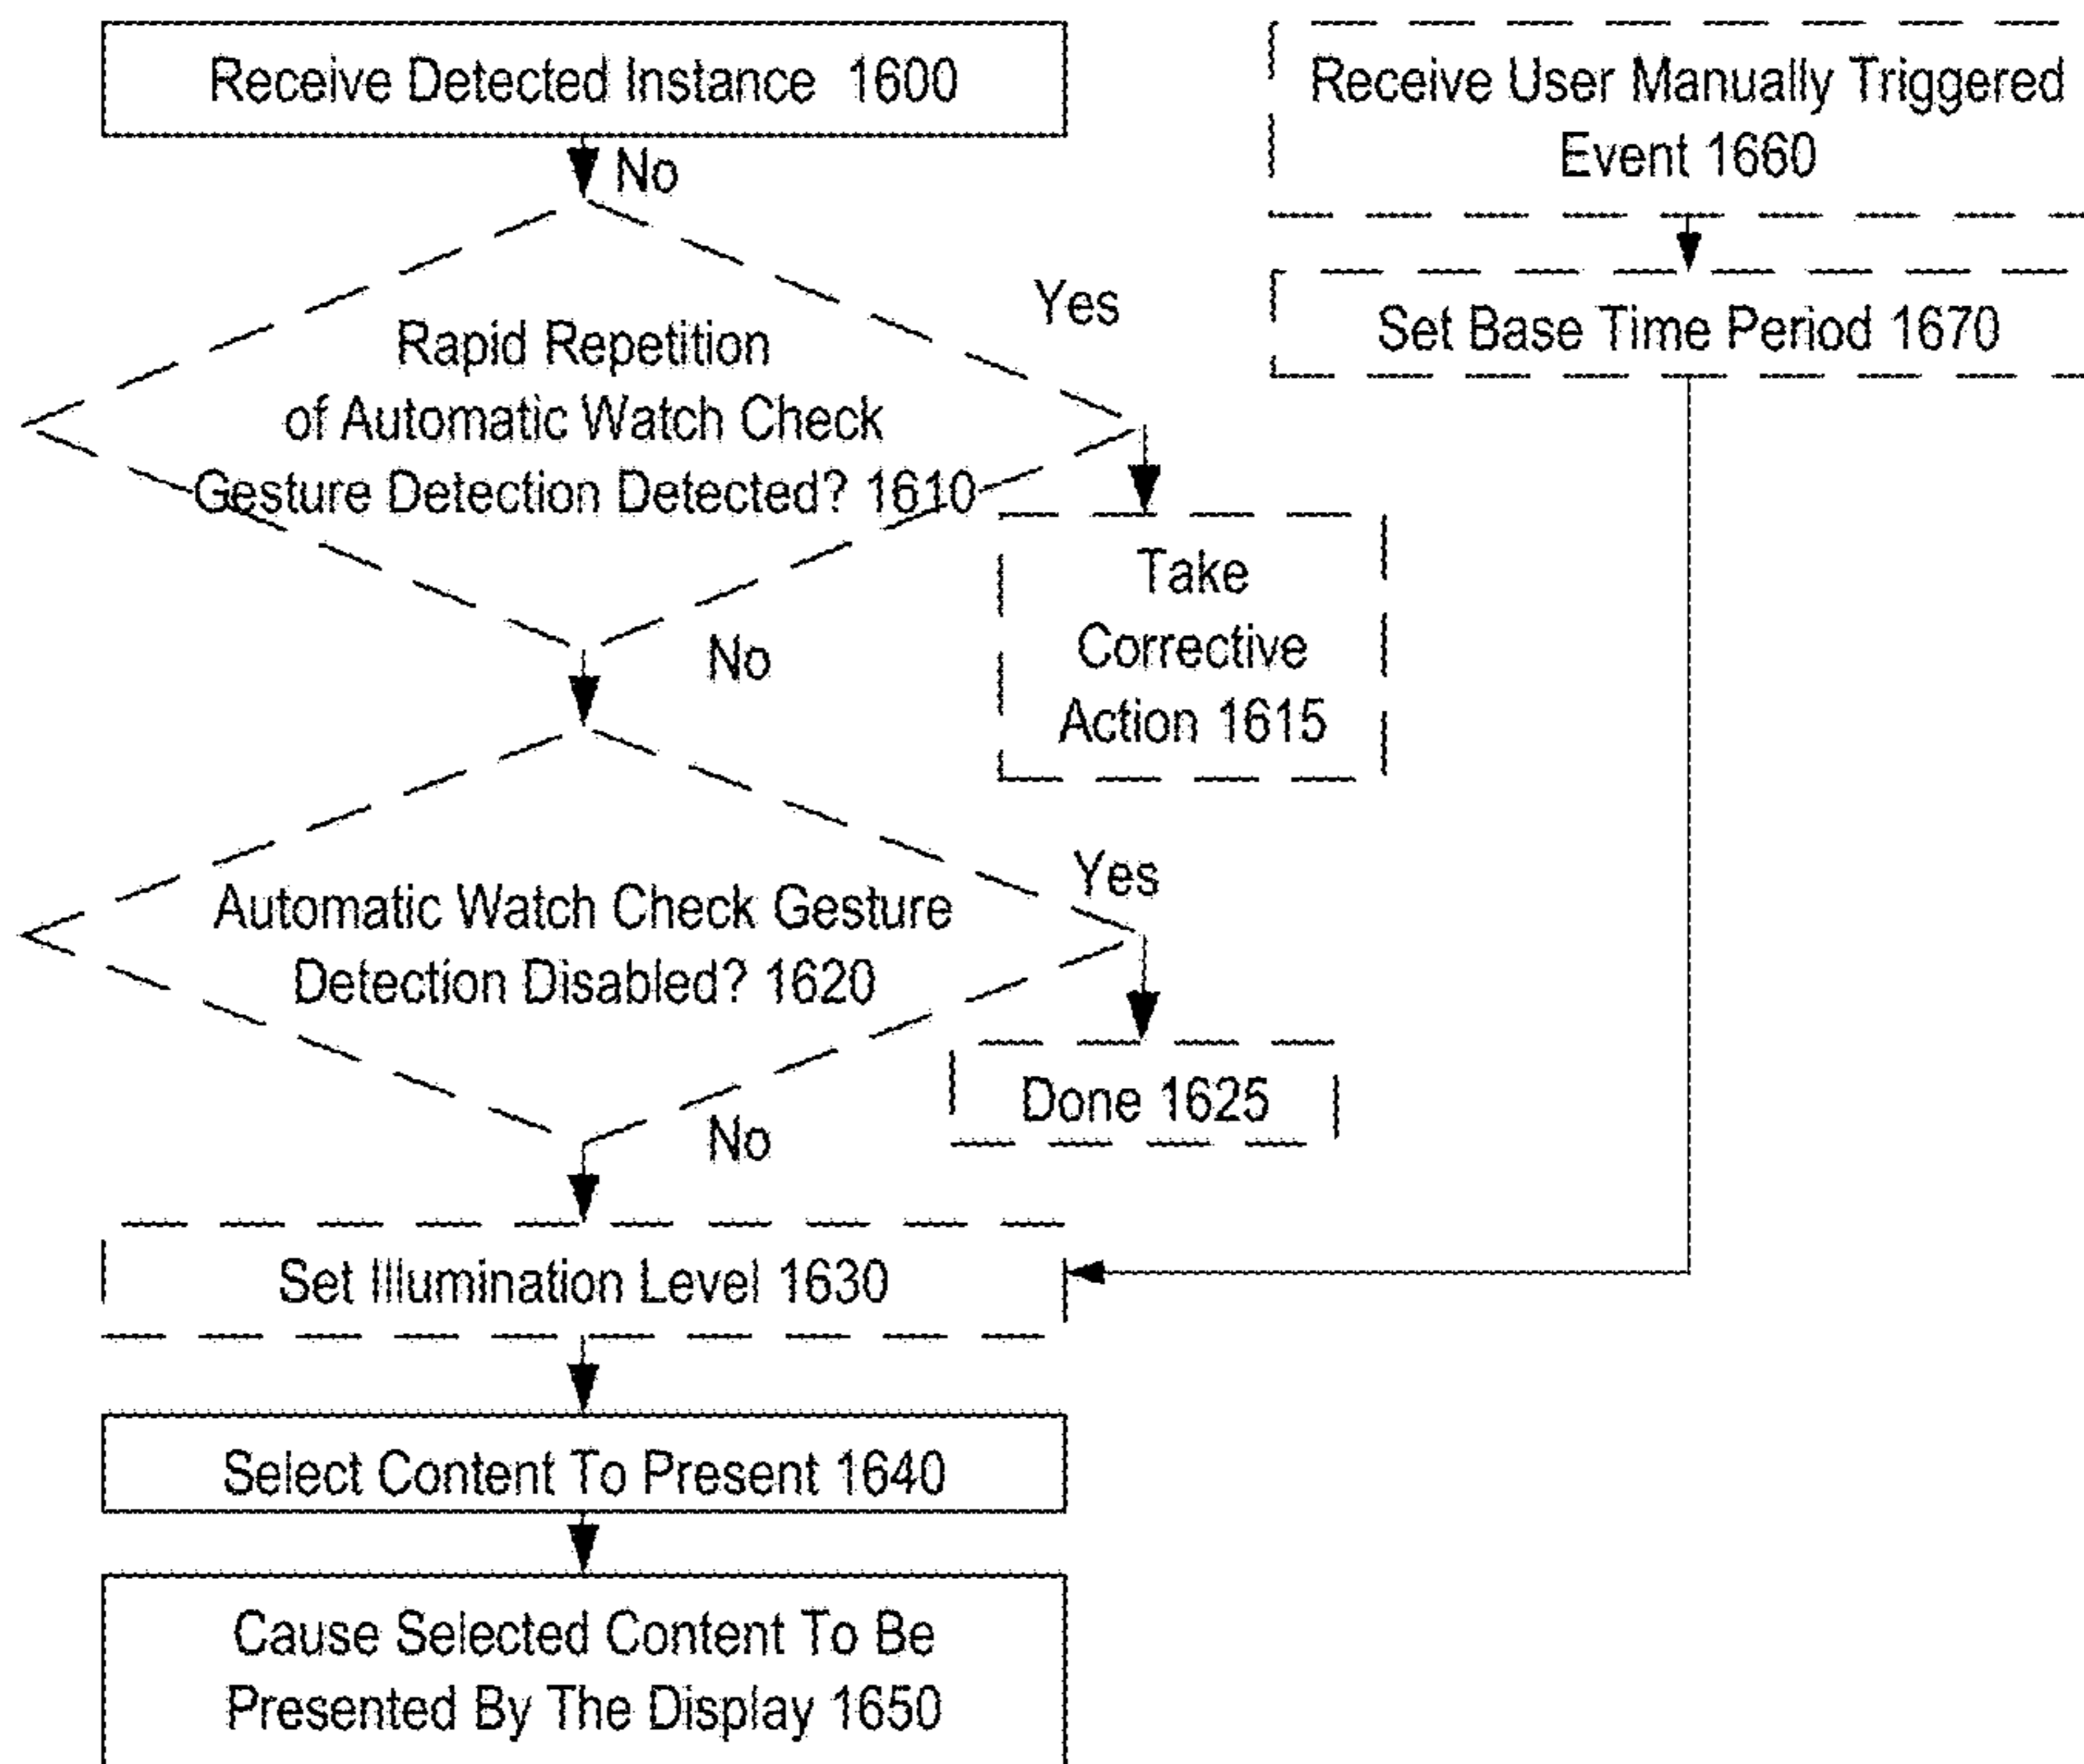 Receive Detected Instance 1600
No
Rapid Repetition
of Automatic Watch Check
Gesture Detection Detected? 1610
Yes
Take
Corrective
Action 1615
No
Automatic Watch Check Gesture
Detection Disabled? 1620
Yes
Done 1625
No
Set Illumination Level 1630
Select Content To Present 1640
Cause Selected Content To Be
Presented By The Display 1650
Receive User Manually Triggered
Event 1660
Set Base Time Period 1670